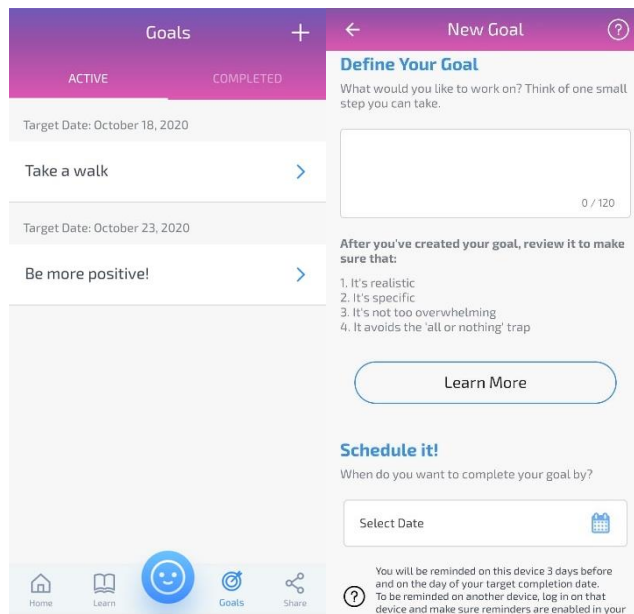 Goals
ACTIVE
COMPLETED
Target Date: October 18, 2020
Take a walk
Target Date: October 23, 2020
Be more positive!
Home
Learn
Goals
Share
New Goal
Define Your Goal
What would you like to work on? Think of one small
step you can take.
0 / 120
After you've created your goal, review it to make
sure that:
1. It's realistic
2. It's specific
3. It's not too overwhelming
4. It avoids the 'all or nothing' trap
Learn More
Schedule it!
When do you want to complete your goal by?
Select Date
You will be reminded on this device 3 days before
and on the day of your target completion date.
To be reminded on another device, log in on that
device and make sure reminders are enabled in your